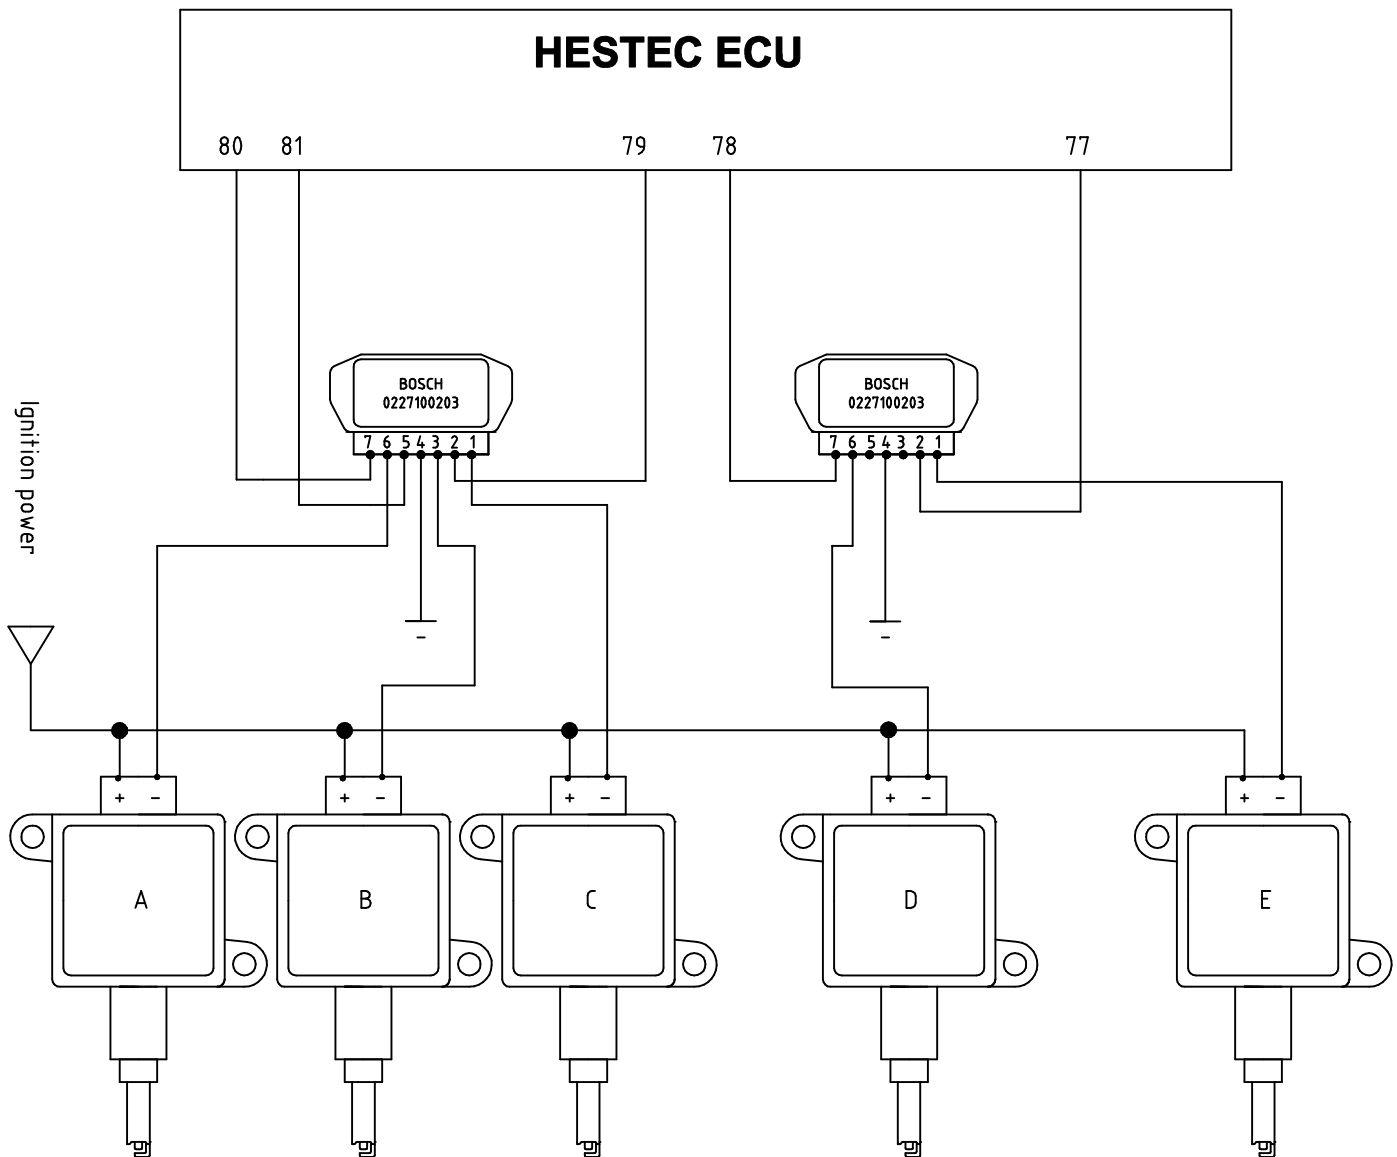 HESTEC ECU
80 81 79 78 77
BOSCH
0227100203
7 6 5 4 3 2 1
BOSCH
0227100203
7 6 5 4 3 2 1
Ignition power
-
-
+ -
+ -
+ -
+ -
+ -
A
B
C
D
E